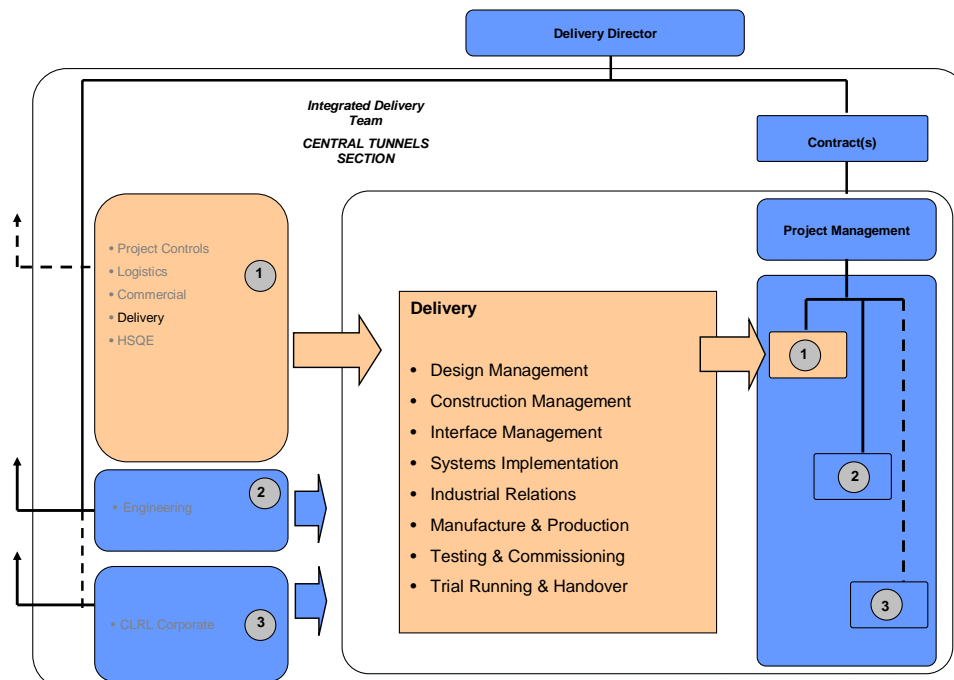 Delivery Director
Integrated Delivery
Team
CENTRAL TUNNELS
SECTION
Contract(s)
Project Management
• Project Controls
• Logistics
• Commercial
• Delivery
• HSQE
1
Delivery
• Design Management
• Construction Management
• Interface Management
• Systems Implementation
• Industrial Relations
• Manufacture & Production
• Testing & Commissioning
• Trial Running & Handover
1
2
3
• Engineering
2
• CLRL Corporate
3